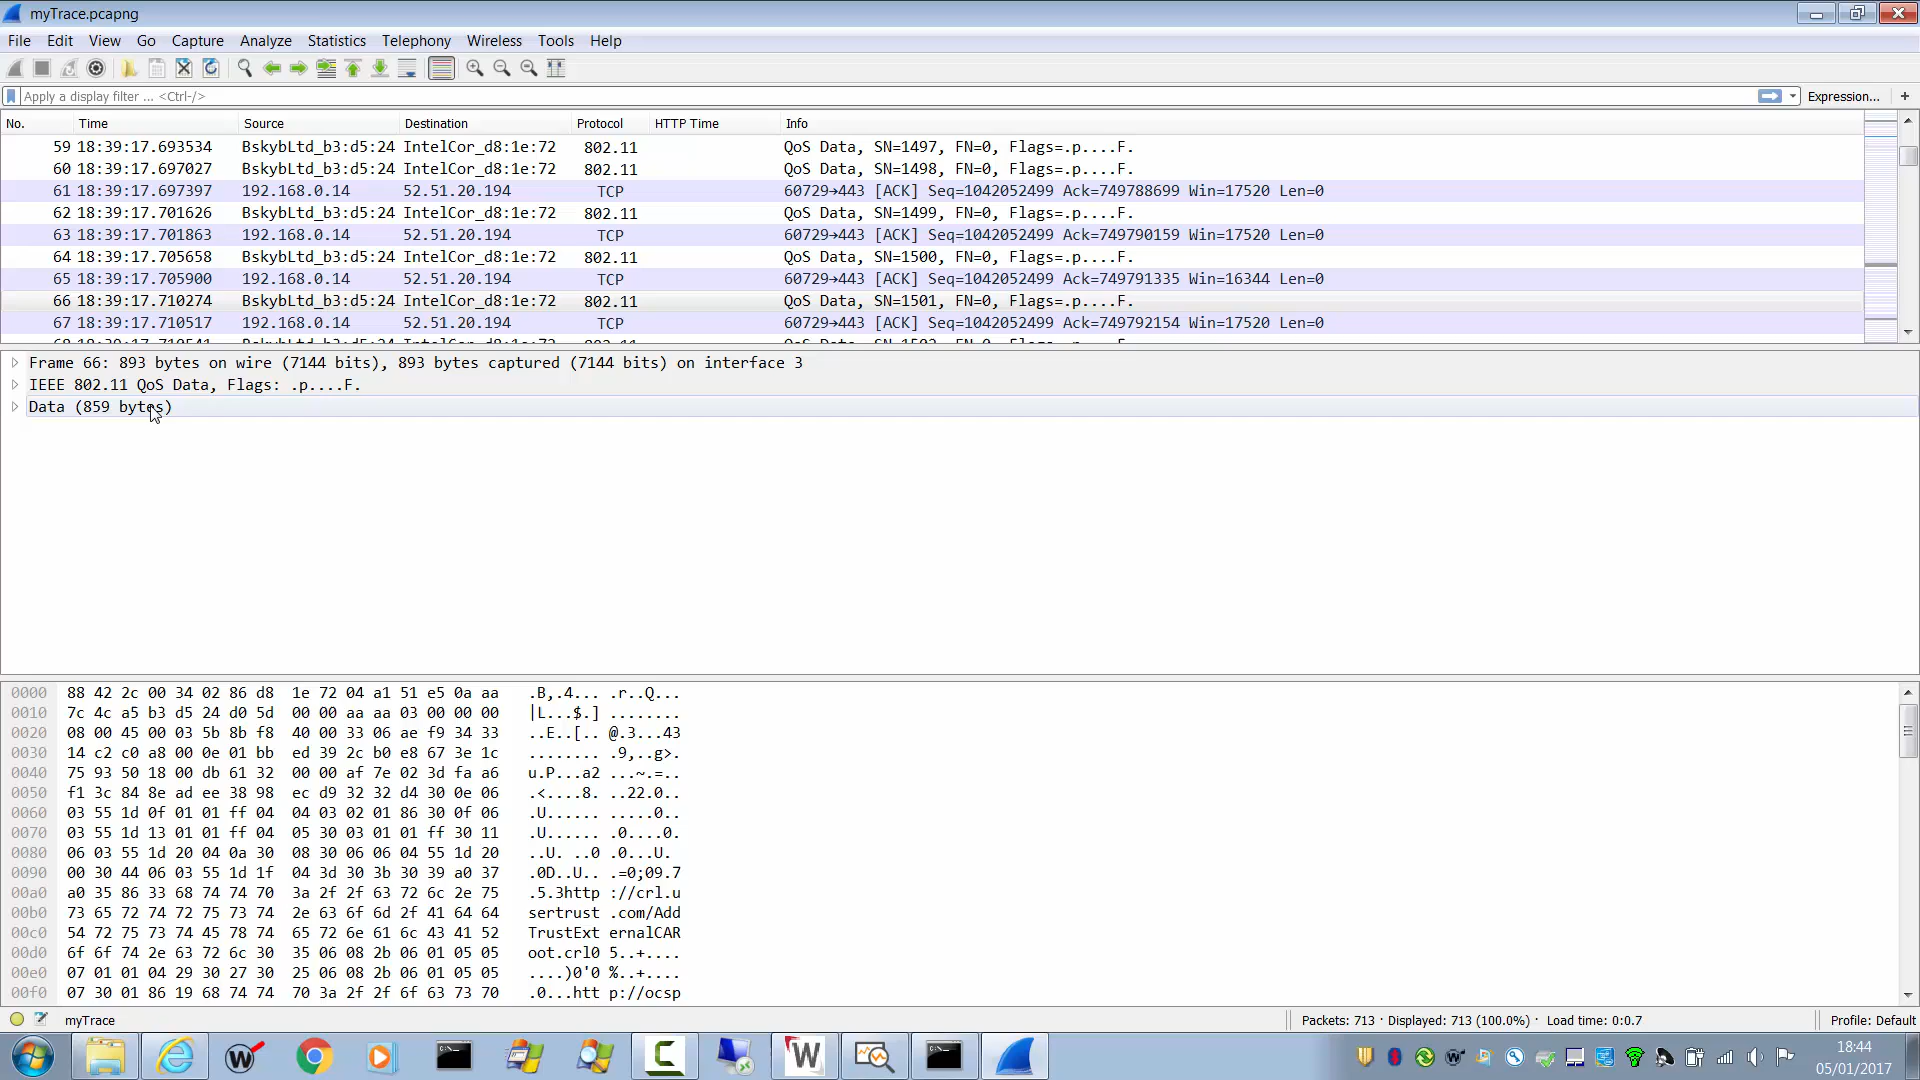 myTrace.pcapng
File Edit View Go Capture Analyze Statistics Telephony Wireless Tools Help
Apply a display filter ... <Ctrl-/> Expression... +
No. Time Source Destination Protocol HTTP Time Info
59 18:39:17.693534 BskybLtd_b3:d5:24 IntelCor_d8:1e:72 802.11 QoS Data, SN=1497, FN=0, Flags=.p....F.
60 18:39:17.697027 BskybLtd_b3:d5:24 IntelCor_d8:1e:72 802.11 QoS Data, SN=1498, FN=0, Flags=.p....F.
61 18:39:17.697397 192.168.0.14 52.51.20.194 TCP 60729→443 [ACK] Seq=1042052499 Ack=749788699 Win=17520 Len=0
62 18:39:17.701626 BskybLtd_b3:d5:24 IntelCor_d8:1e:72 802.11 QoS Data, SN=1499, FN=0, Flags=.p....F.
63 18:39:17.701863 192.168.0.14 52.51.20.194 TCP 60729→443 [ACK] Seq=1042052499 Ack=749790159 Win=17520 Len=0
64 18:39:17.705658 BskybLtd_b3:d5:24 IntelCor_d8:1e:72 802.11 QoS Data, SN=1500, FN=0, Flags=.p....F.
65 18:39:17.705900 192.168.0.14 52.51.20.194 TCP 60729→443 [ACK] Seq=1042052499 Ack=749791335 Win=16344 Len=0
66 18:39:17.710274 BskybLtd_b3:d5:24 IntelCor_d8:1e:72 802.11 QoS Data, SN=1501, FN=0, Flags=.p....F.
67 18:39:17.710517 192.168.0.14 52.51.20.194 TCP 60729→443 [ACK] Seq=1042052499 Ack=749792154 Win=17520 Len=0
Frame 66: 893 bytes on wire (7144 bits), 893 bytes captured (7144 bits) on interface 3
IEEE 802.11 QoS Data, Flags: .p....F.
Data (859 bytes)
0000 88 42 2c 00 34 02 86 d8 1e 72 04 a1 51 e5 0a aa .B,.4... .r..Q...
0010 7c 4c a5 b3 d5 24 d0 5d 00 00 aa aa 03 00 00 00 |L...$.] ........
0020 08 00 45 00 03 5b 8b f8 40 00 33 06 ae f9 34 33 ..E..[.. @.3...43
0030 14 c2 c0 a8 00 0e 01 bb ed 39 2c b0 e8 67 3e 1c ........ .9,..g>.
0040 75 93 50 18 00 db 61 32 00 00 af 7e 02 3d fa a6 u.P...a2 ...~.=..
0050 f1 3c 84 8e ad ee 38 98 ec d9 32 32 d4 30 0e 06 .<....8. ..22.0..
0060 03 55 1d 0f 01 01 ff 04 04 03 02 01 86 30 0f 06 .U...... .....0..
0070 03 55 1d 13 01 01 ff 04 05 30 03 01 01 ff 30 11 .U...... .0....0.
0080 06 03 55 1d 20 04 0a 30 08 30 06 06 04 55 1d 20 ..U. ..0 .0...U.
0090 00 30 44 06 03 55 1d 1f 04 3d 30 3b 30 39 a0 37 .0D..U.. .=0;09.7
00a0 a0 35 86 33 68 74 74 70 3a 2f 2f 63 72 6c 2e 75 .5.3http ://crl.u
00b0 73 65 72 74 72 75 73 74 2e 63 6f 6d 2f 41 64 64 sertrust .com/Add
00c0 54 72 75 73 74 45 78 74 65 72 6e 61 6c 43 41 52 TrustExt ernalCAR
00d0 6f 6f 74 2e 63 72 6c 30 35 06 08 2b 06 01 05 05 oot.crl0 5..+....
00e0 07 01 01 04 29 30 27 30 25 06 08 2b 06 01 05 05 ....)0'0 %..+....
00f0 07 30 01 86 19 68 74 74 70 3a 2f 2f 6f 63 73 70 .0...htt p://ocsp
myTrace Packets: 713 · Displayed: 713 (100.0%) · Load time: 0:0.7 Profile: Default
18:44
05/01/2017